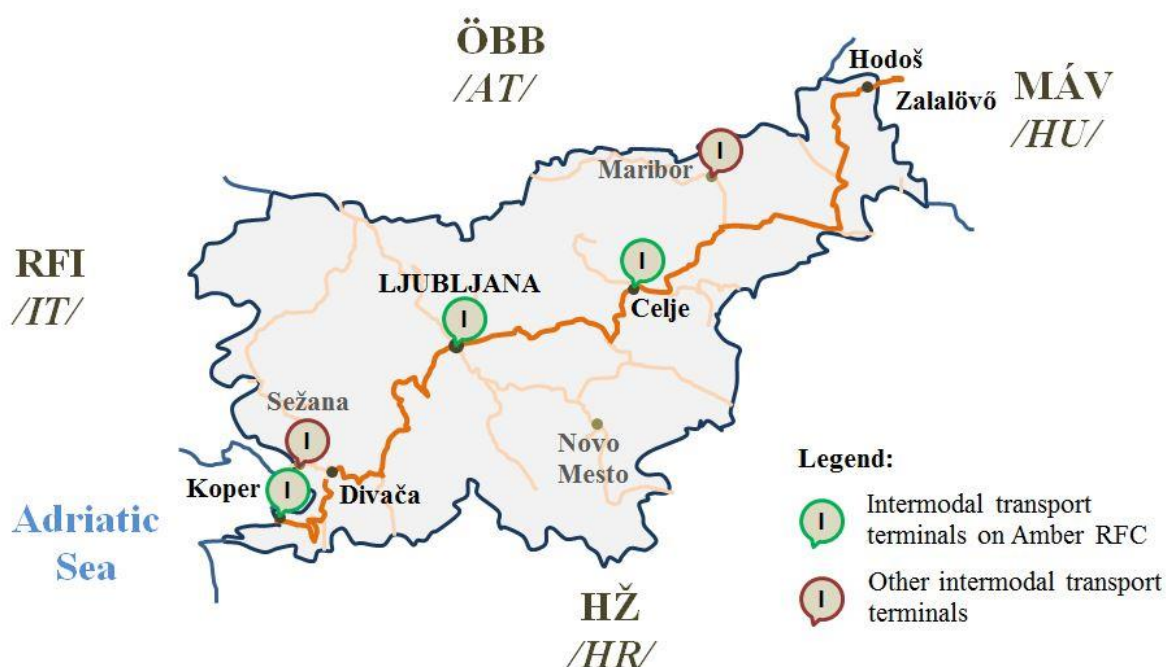 ÖBB
/AT/
Hodoš
Zalalövő
MÁV
/HU/
Maribor
I
RFI
/IT/
LJUBLJANA
I
I
Celje
Sežana
I
Novo
Mesto
Koper
I
Divača
Adriatic
Sea
HŽ
/HR/
Legend:
I
Intermodal transport
terminals on Amber RFC
I
Other intermodal transport
terminals